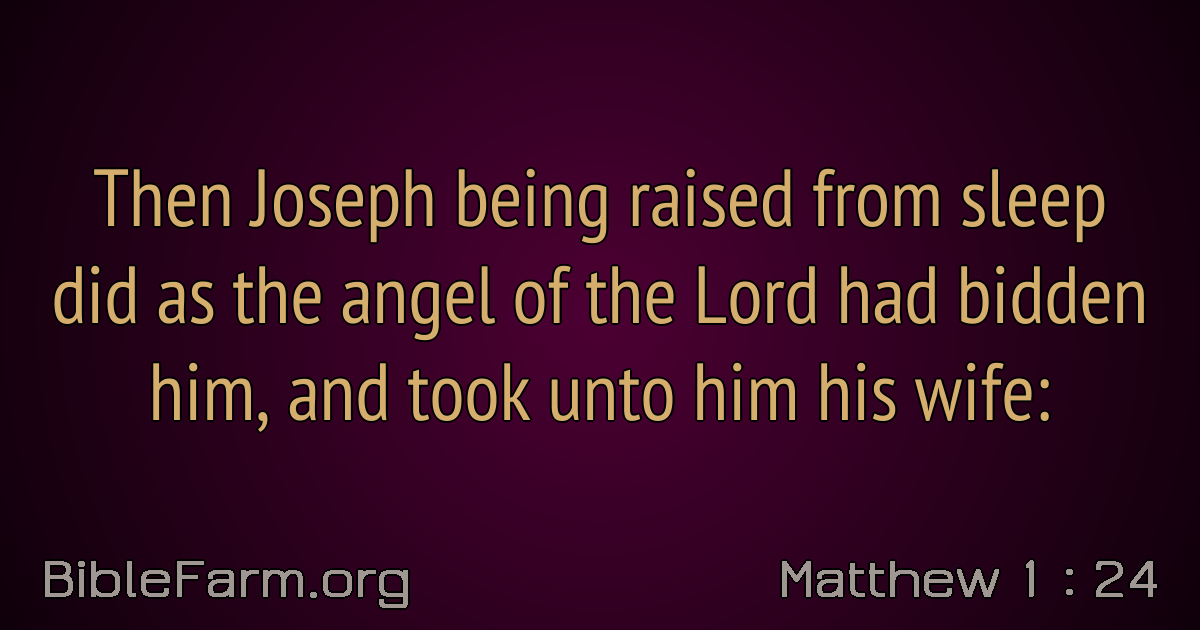 Then Joseph being raised from sleep
did as the angel of the Lord had bidden
him, and took unto him his wife:
BibleFarm.org
Matthew 1 : 24